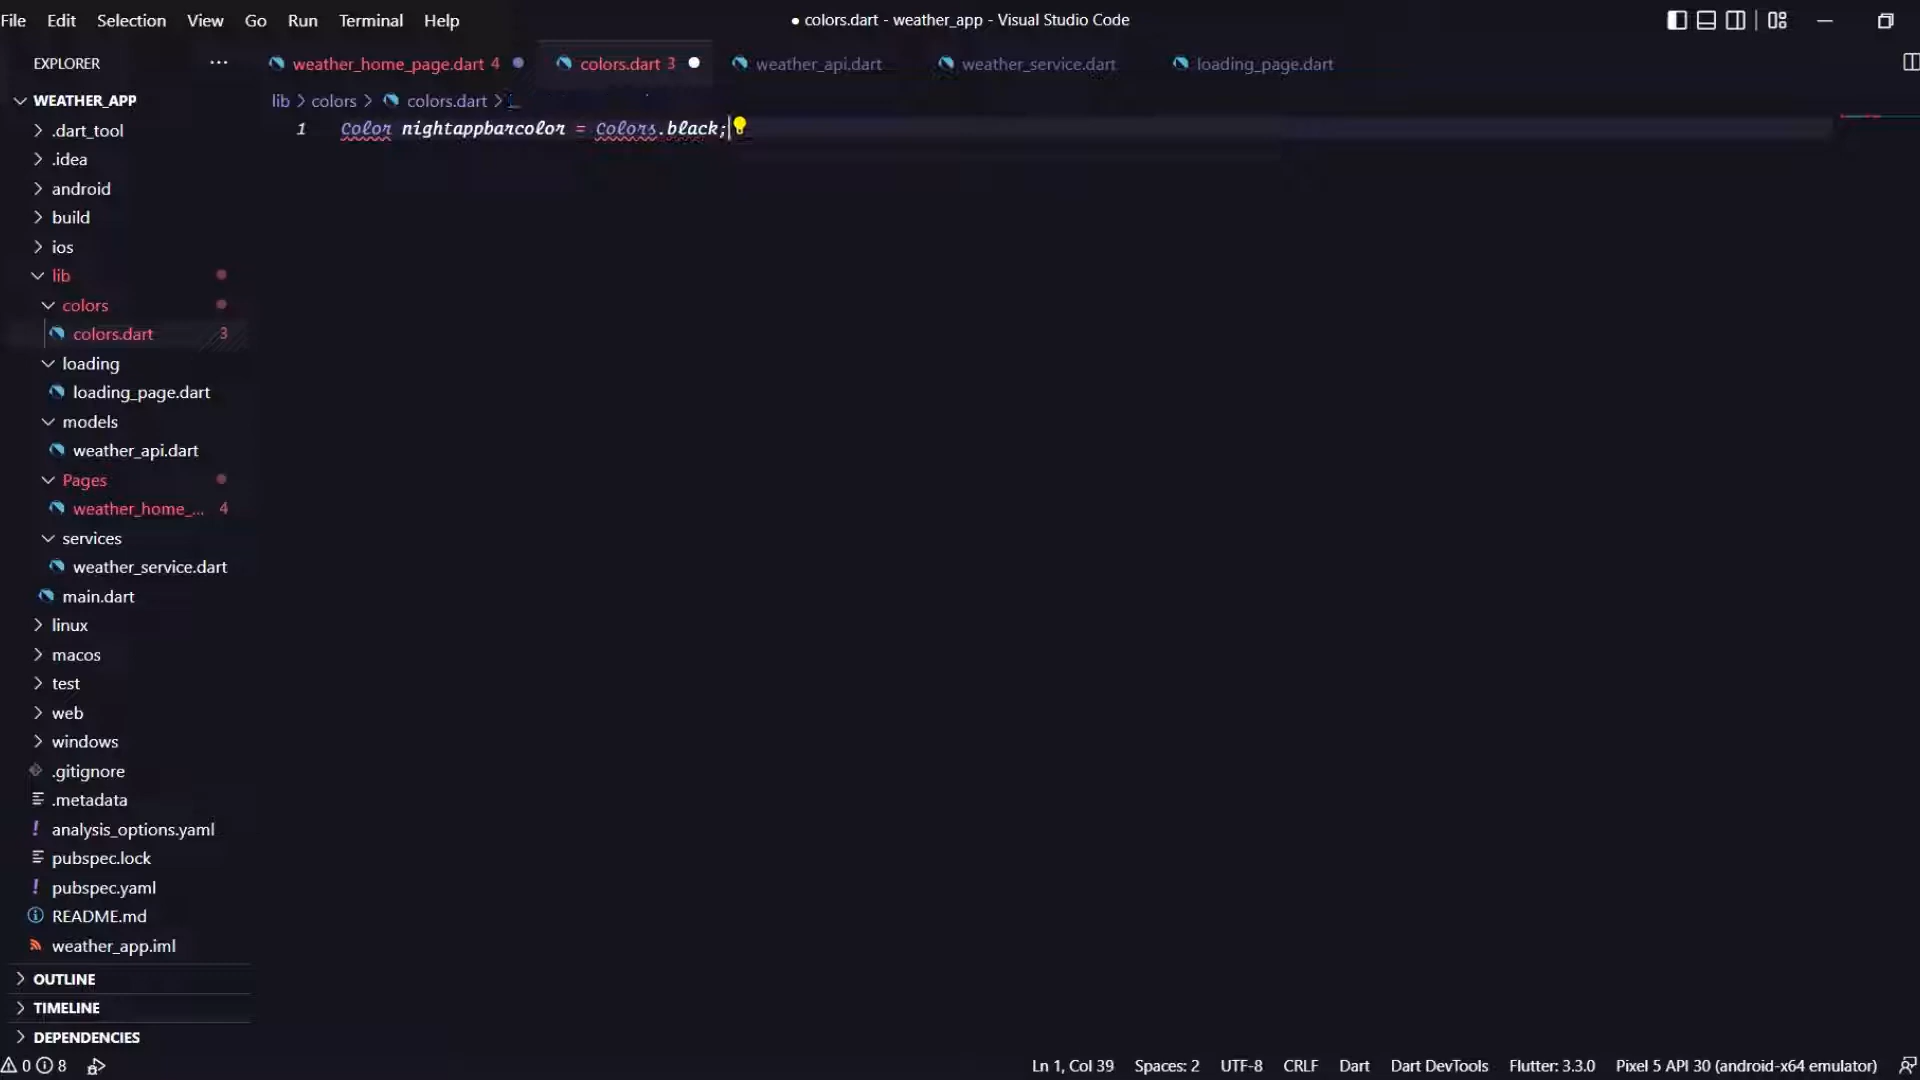 File Edit Selection View Go Run Terminal Help
● colors.dart - weather_app - Visual Studio Code
EXPLORER ···
weather_home_page.dart 4
colors.dart 3
weather_api.dart
weather_service.dart
loading_page.dart
WEATHER_APP
lib > colors > colors.dart >
1 Color nightappbarcolor = Colors.black;
.dart_tool
.idea
android
build
ios
lib
colors
colors.dart 3
loading
loading_page.dart
models
weather_api.dart
Pages
weather_home_... 4
services
weather_service.dart
main.dart
linux
macos
test
web
windows
.gitignore
.metadata
analysis_options.yaml
pubspec.lock
pubspec.yaml
README.md
weather_app.iml
OUTLINE
TIMELINE
DEPENDENCIES
0 8
Ln 1, Col 39 Spaces: 2 UTF-8 CRLF Dart Dart DevTools Flutter: 3.3.0 Pixel 5 API 30 (android-x64 emulator)